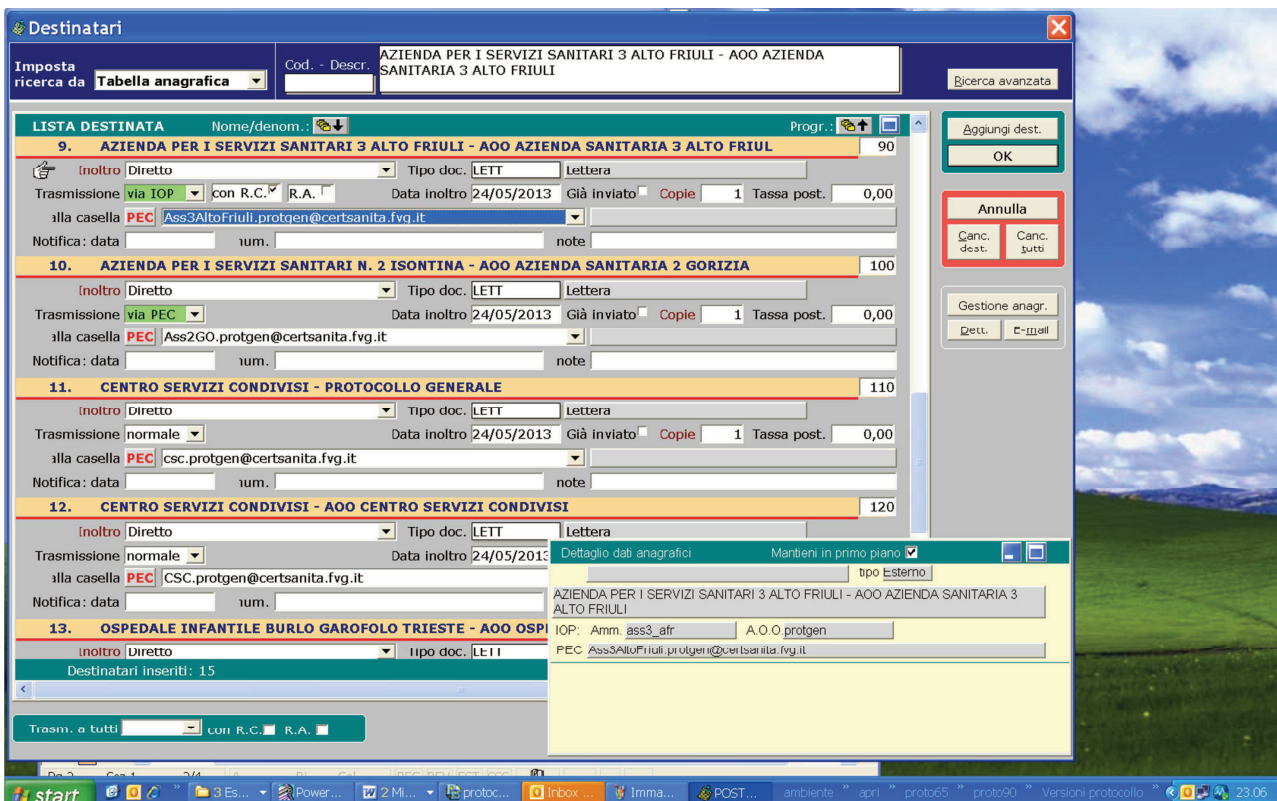 Destinatari
Imposta
ricerca da Tabella anagrafica
Cod. - Descr.
AZIENDA PER I SERVIZI SANITARI 3 ALTO FRIULI - AOO AZIENDA
SANITARIA 3 ALTO FRIULI
Ricerca avanzata
LISTA DESTINATA Nome/denom.: Progr.:
9. AZIENDA PER I SERVIZI SANITARI 3 ALTO FRIULI - AOO AZIENDA SANITARIA 3 ALTO FRIUL 90
Inoltro Diretto Tipo doc. LETT Lettera
Trasmissione via IOP con R.C. R.A. Data inoltro 24/05/2013 Già inviato Copie 1 Tassa post. 0,00
alla casella PEC Ass3AltoFriuli.protgen@certsanita.fvg.it
Notifica: data num. note
10. AZIENDA PER I SERVIZI SANITARI N. 2 ISONTINA - AOO AZIENDA SANITARIA 2 GORIZIA 100
Inoltro Diretto Tipo doc. LETT Lettera
Trasmissione via PEC Data inoltro 24/05/2013 Già inviato Copie 1 Tassa post. 0,00
alla casella PEC Ass2GO.protgen@certsanita.fvg.it
Notifica: data num. note
11. CENTRO SERVIZI CONDIVISI - PROTOCOLLO GENERALE 110
Inoltro Diretto Tipo doc. LETT Lettera
Trasmissione normale Data inoltro 24/05/2013 Già inviato Copie 1 Tassa post. 0,00
alla casella PEC csc.protgen@certsanita.fvg.it
Notifica: data num. note
12. CENTRO SERVIZI CONDIVISI - AOO CENTRO SERVIZI CONDIVISI 120
Inoltro Diretto Tipo doc. LETT Lettera
Trasmissione normale Data inoltro 24/05/2013
alla casella PEC CSC.protgen@certsanita.fvg.it
Notifica: data num.
13. OSPEDALE INFANTILE BURLO GAROFOLO TRIESTE - AOO OSPI
Inoltro Diretto Tipo doc. LETT
Destinatari inseriti: 15
Trasm. a tutti con R.C. R.A.
Aggiungi dest.
OK
Annulla
Canc. dest.
Canc. tutti
Gestione anagr.
Dett. E-mail
Dettaglio dati anagrafici Mantieni in primo piano
tipo Esterno
AZIENDA PER I SERVIZI SANITARI 3 ALTO FRIULI - AOO AZIENDA SANITARIA 3
ALTO FRIULI
IOP: Amm. ass3_afr A.O.O. protgen
PEC Ass3AltoFriuli.protgen@certsanita.fvg.it
start 3 Es... Power... 2 Mi... protoc... Inbox ... Imma... POST... ambiente apri proto65 proto90 Versioni protocollo 23.06